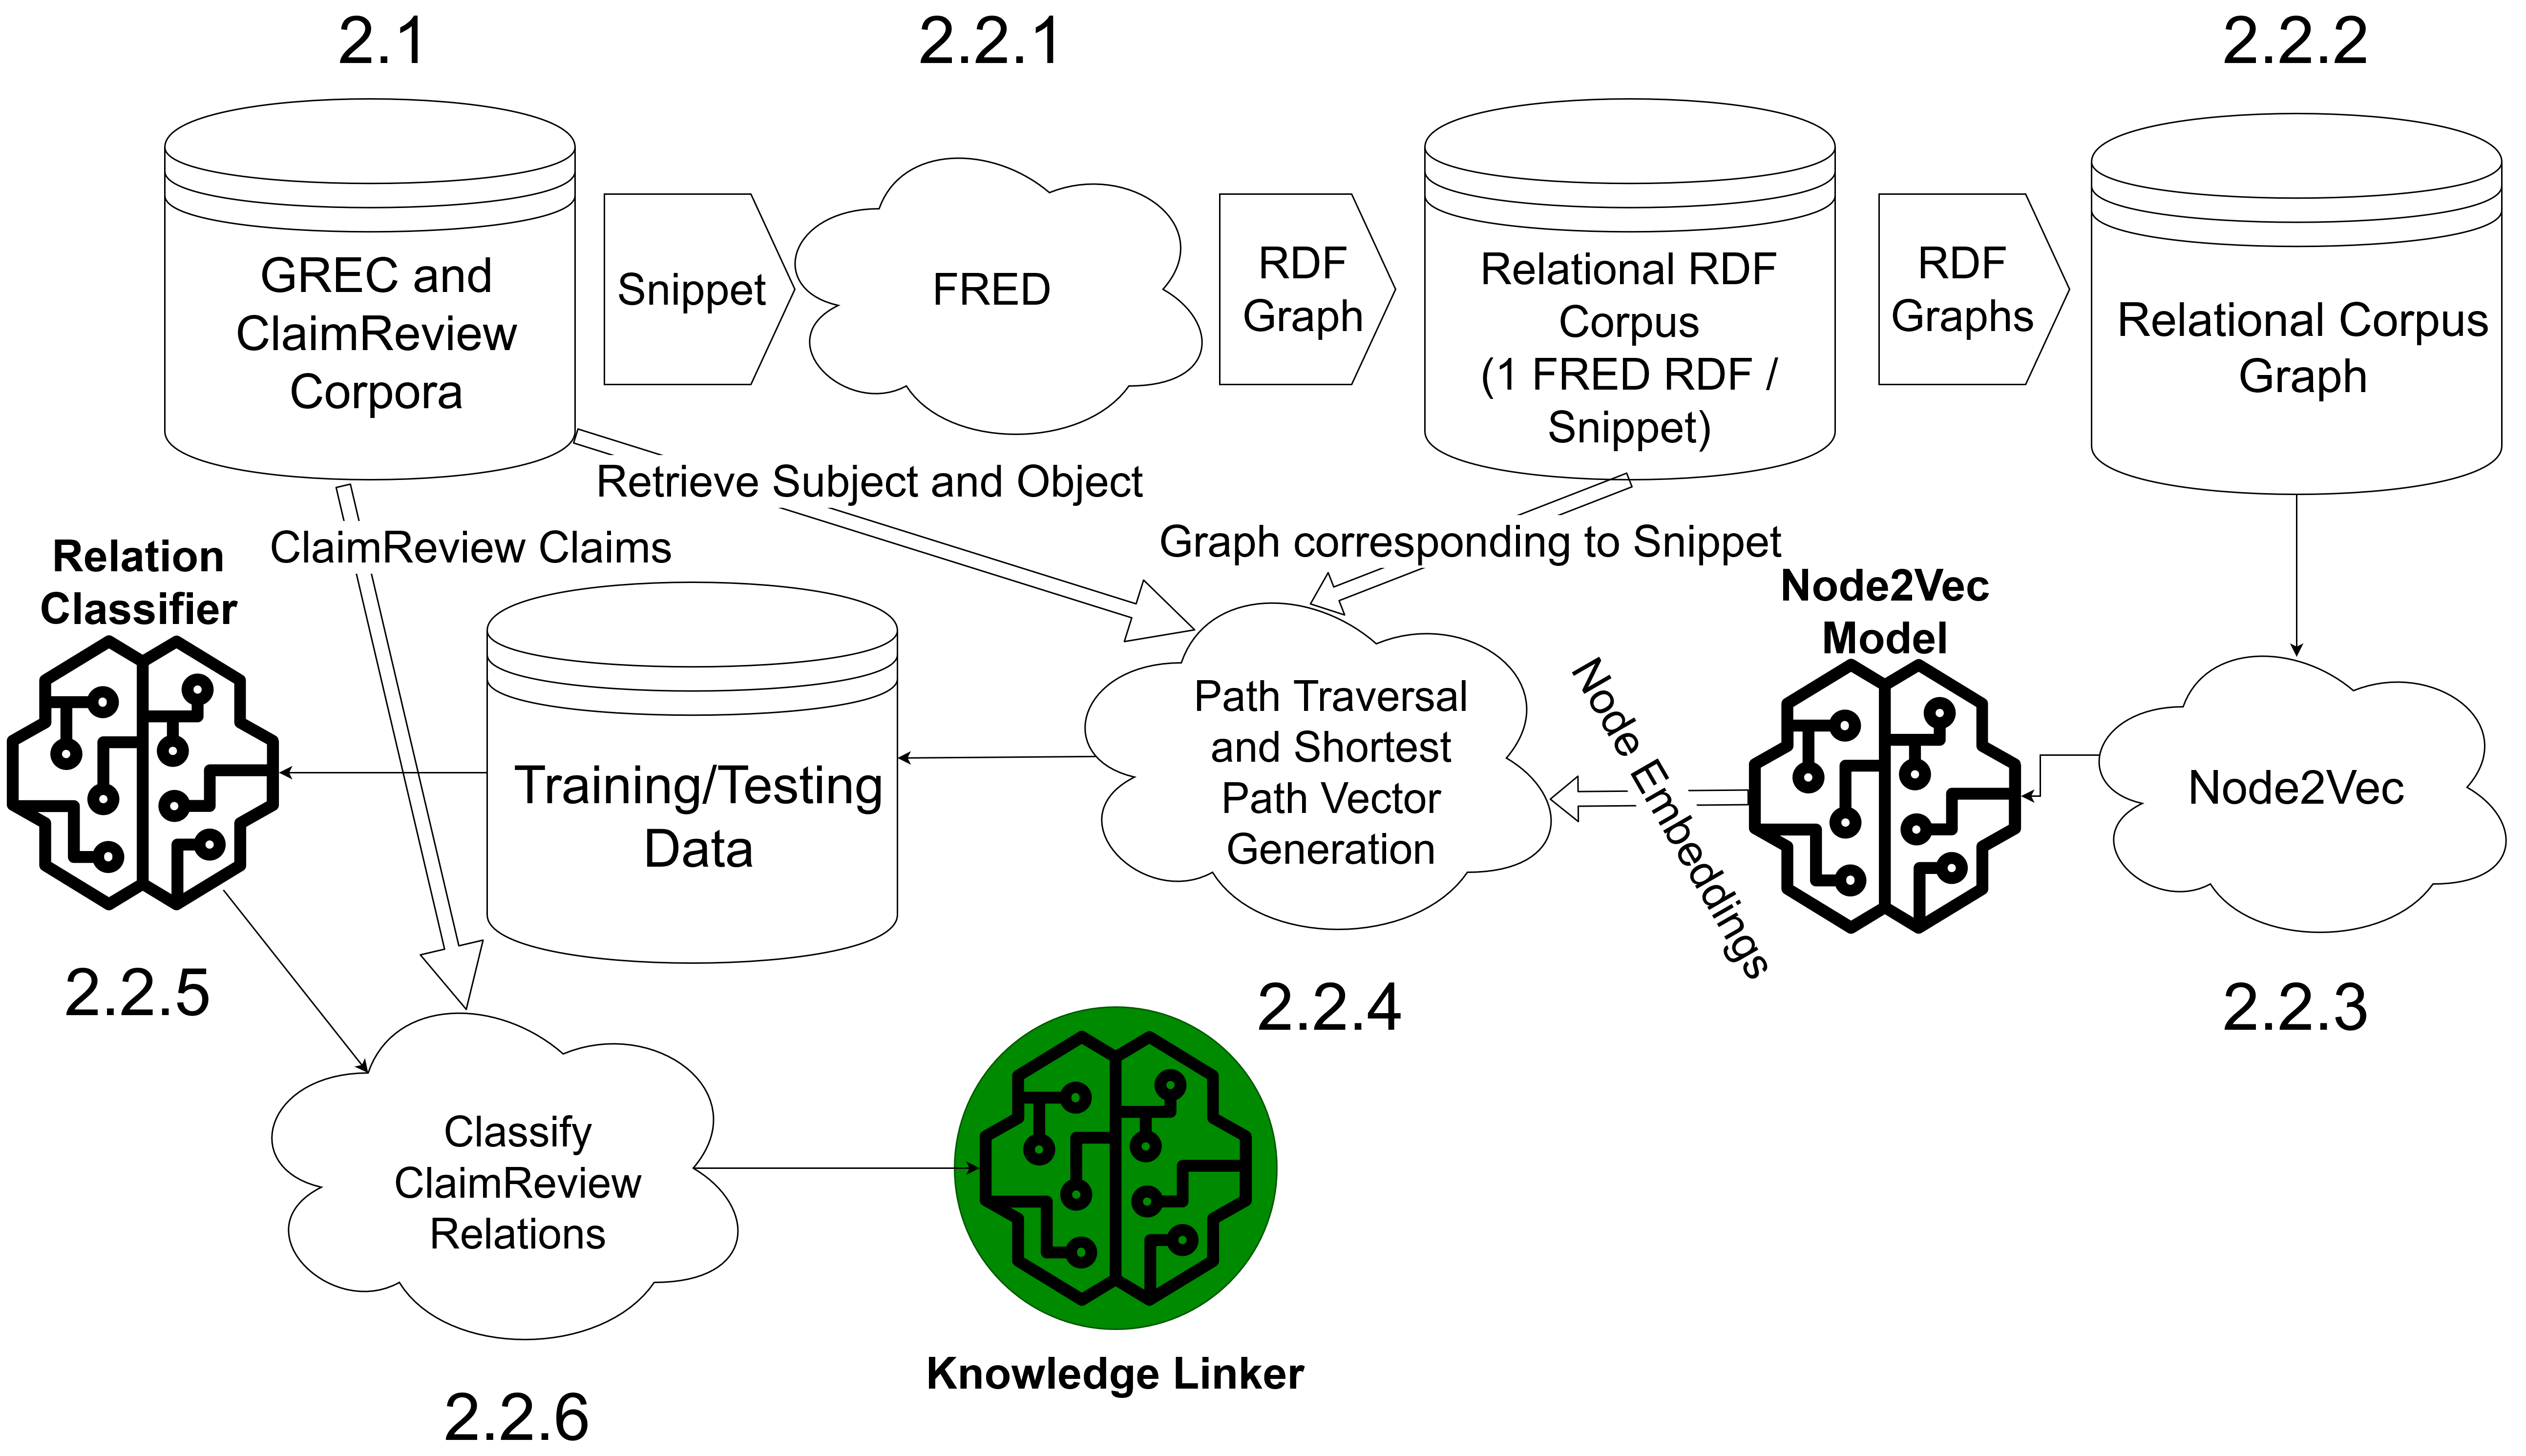 2.1
2.2.1
2.2.2
GREC and
ClaimReview
Corpora
Snippet
FRED
RDF
Graph
Relational RDF
Corpus
(1 FRED RDF /
Snippet)
RDF
Graphs
Relational Corpus
Graph
Retrieve Subject and Object
Graph corresponding to Snippet
ClaimReview Claims
Relation
Classifier
Training/Testing
Data
Path Traversal
and Shortest
Path Vector
Generation
Node Embeddings
Node2Vec
Model
Node2Vec
2.2.5
2.2.4
2.2.3
Classify
ClaimReview
Relations
Knowledge Linker
2.2.6